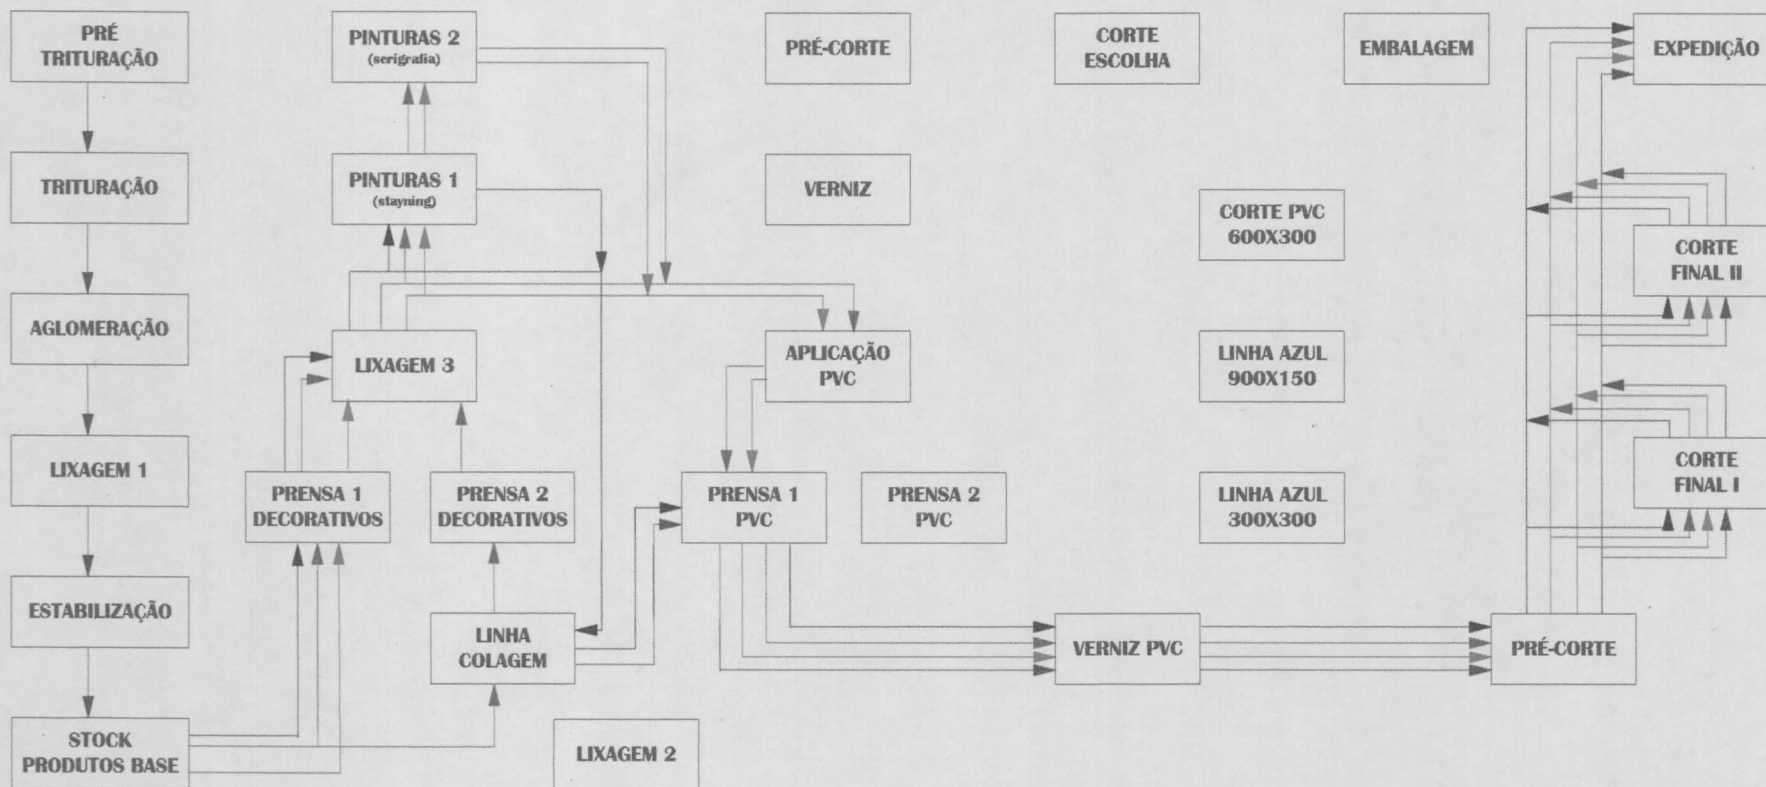 PRÉ
TRITURAÇÃO
PINTURAS 2
(serigrafia)
PRÉ-CORTE
CORTE
ESCOLHA
EMBALAGEM
EXPEDIÇÃO
TRITURAÇÃO
PINTURAS 1
(stayning)
VERNIZ
CORTE PVC
600X300
CORTE
FINAL II
AGLOMERAÇÃO
LIXAGEM 3
APLICAÇÃO
PVC
LINHA AZUL
900X150
LIXAGEM 1
PRENSA 1
DECORATIVOS
PRENSA 2
DECORATIVOS
PRENSA 1
PVC
PRENSA 2
PVC
LINHA AZUL
300X300
CORTE
FINAL I
ESTABILIZAÇÃO
LINHA
COLAGEM
VERNIZ PVC
PRÉ-CORTE
STOCK
PRODUTOS BASE
LIXAGEM 2